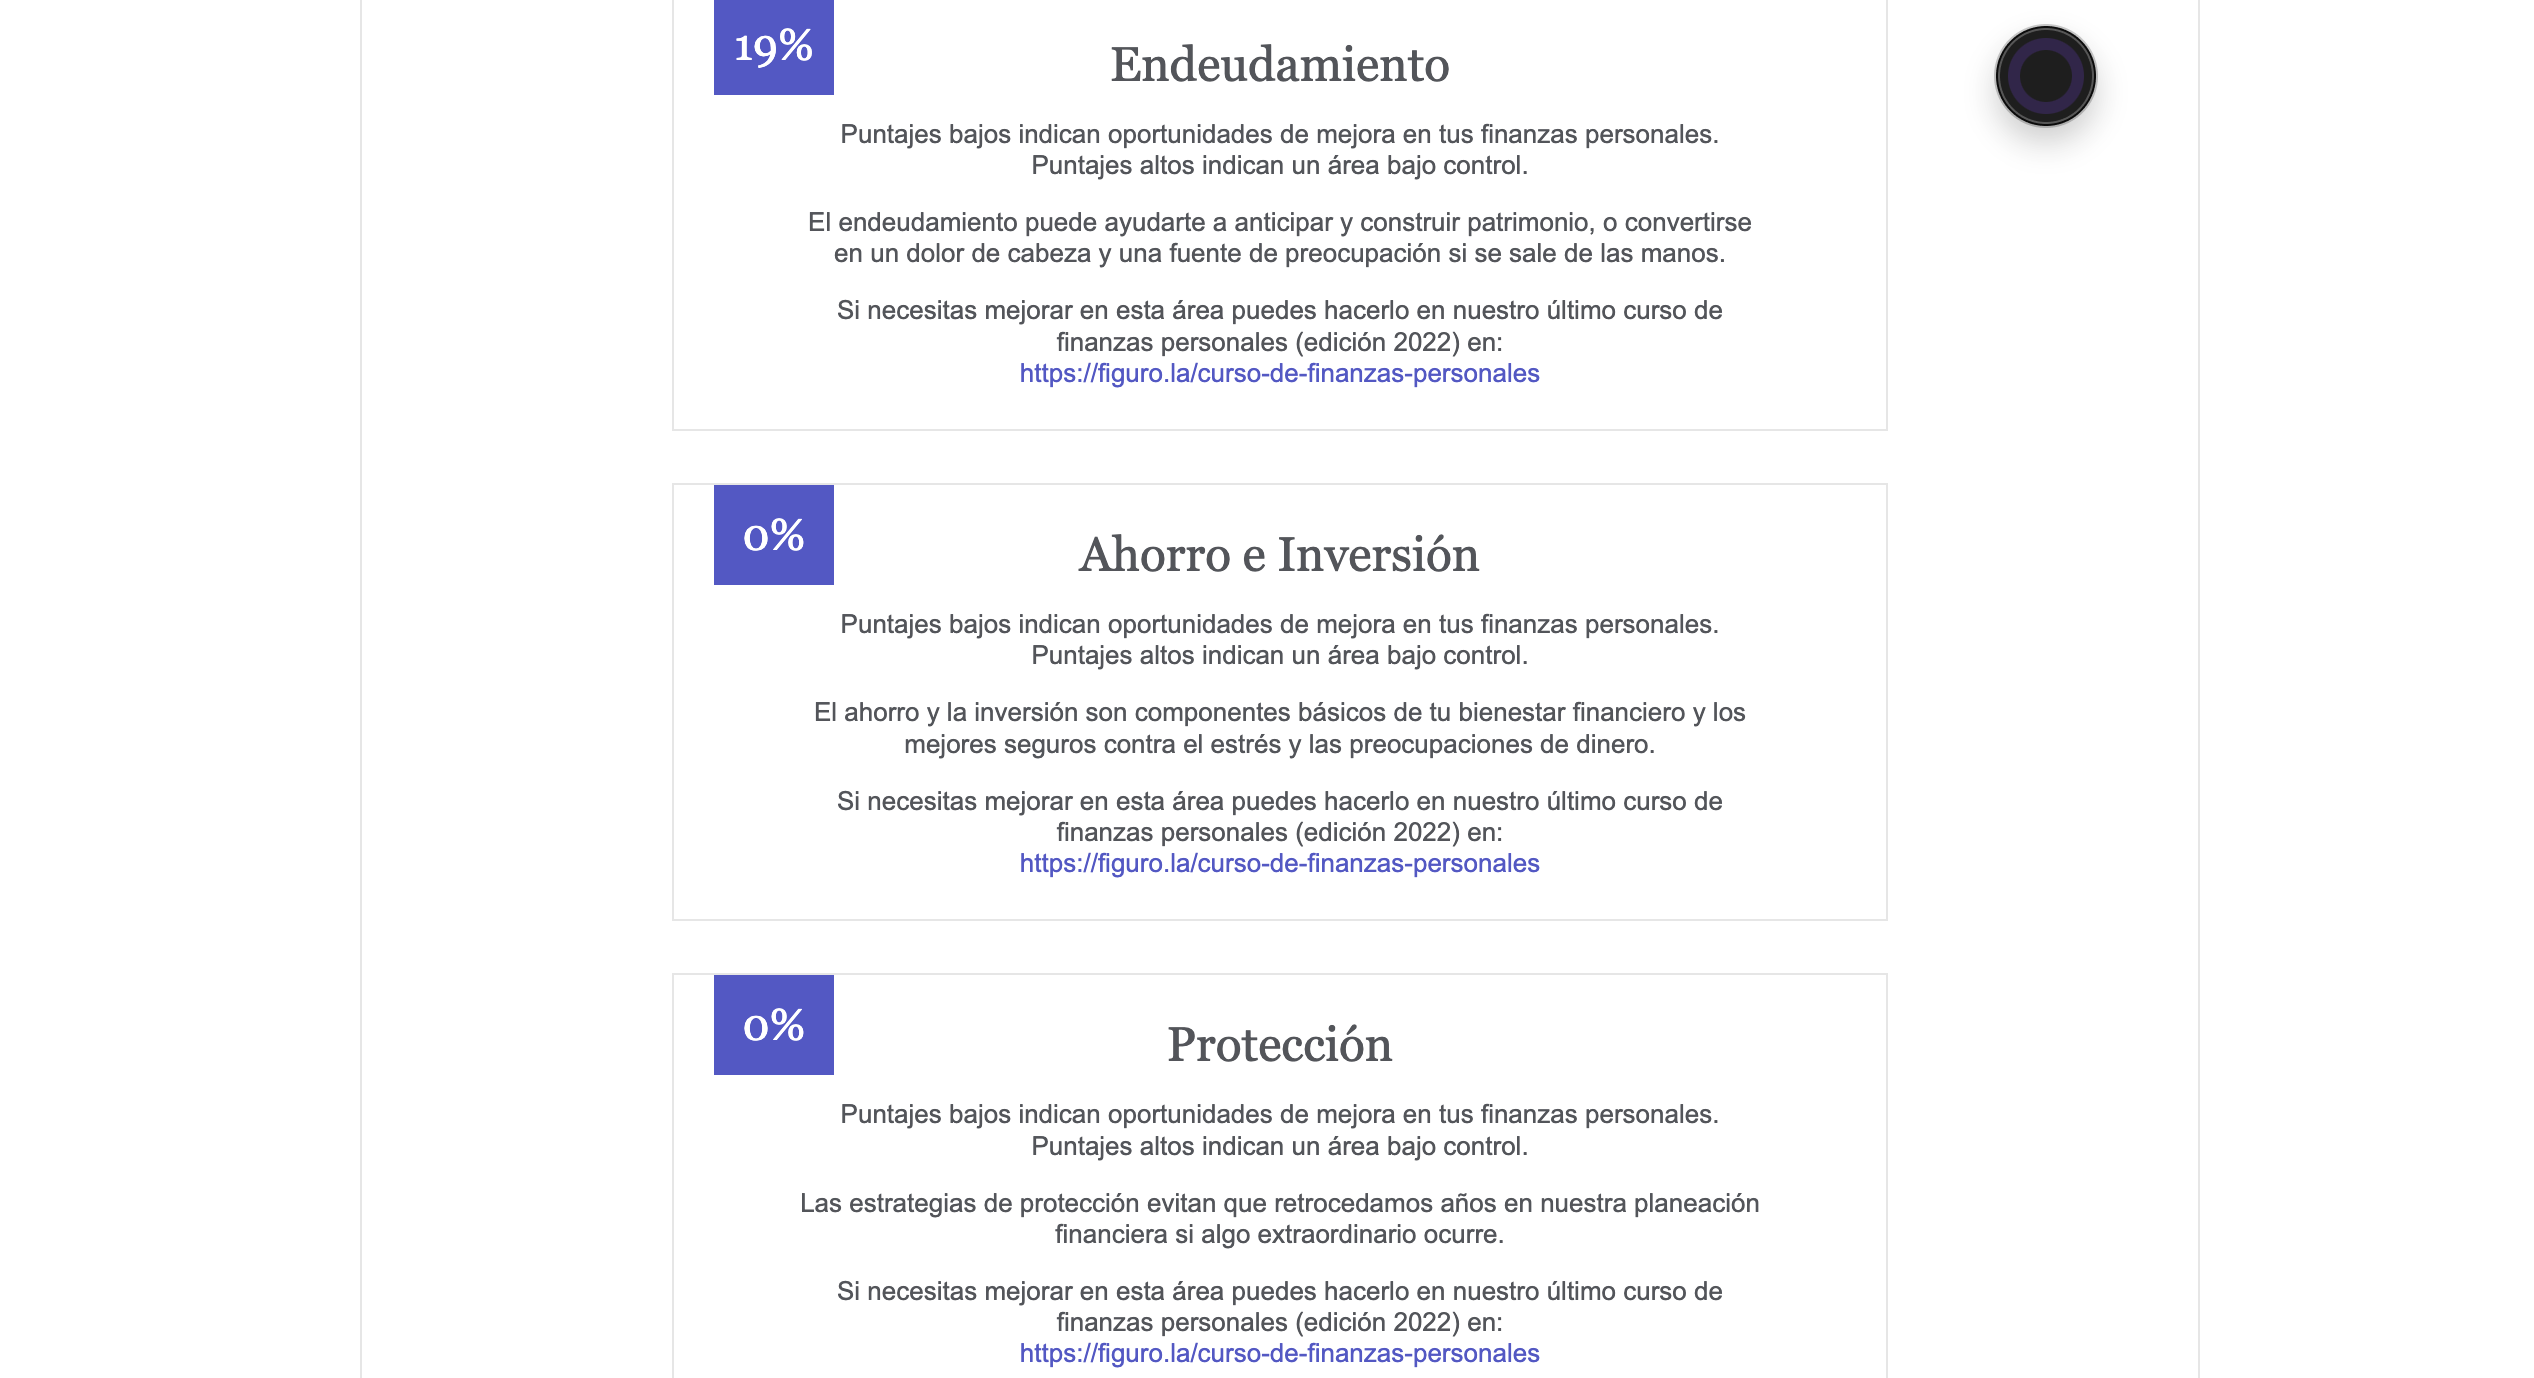 19%
Endeudamiento
Puntajes bajos indican oportunidades de mejora en tus finanzas personales.
Puntajes altos indican un área bajo control.
El endeudamiento puede ayudarte a anticipar y construir patrimonio, o convertirse
en un dolor de cabeza y una fuente de preocupación si se sale de las manos.
Si necesitas mejorar en esta área puedes hacerlo en nuestro último curso de
finanzas personales (edición 2022) en:
https://figuro.la/curso-de-finanzas-personales
0%
Ahorro e Inversión
Puntajes bajos indican oportunidades de mejora en tus finanzas personales.
Puntajes altos indican un área bajo control.
El ahorro y la inversión son componentes básicos de tu bienestar financiero y los
mejores seguros contra el estrés y las preocupaciones de dinero.
Si necesitas mejorar en esta área puedes hacerlo en nuestro último curso de
finanzas personales (edición 2022) en:
https://figuro.la/curso-de-finanzas-personales
0%
Protección
Puntajes bajos indican oportunidades de mejora en tus finanzas personales.
Puntajes altos indican un área bajo control.
Las estrategias de protección evitan que retrocedamos años en nuestra planeación
financiera si algo extraordinario ocurre.
Si necesitas mejorar en esta área puedes hacerlo en nuestro último curso de
finanzas personales (edición 2022) en:
https://figuro.la/curso-de-finanzas-personales